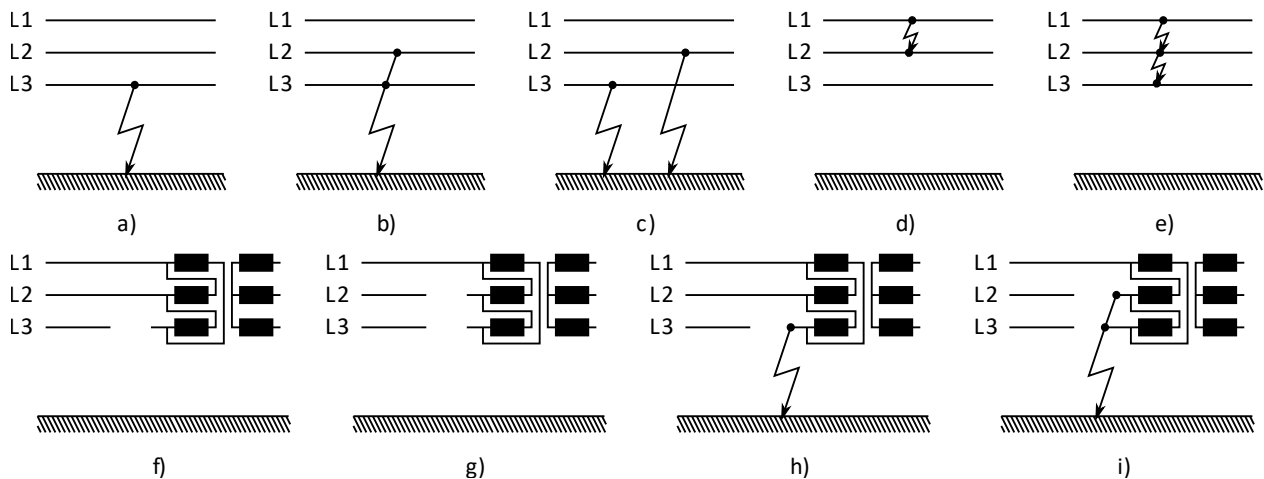 L1 L1 L1 L1 L1
L2 L2 L2 L2 L2
L3 L3 L3 L3 L3
a) b) c) d) e)
L1 L1 L1 L1
L2 L2 L2 L2
L3 L3 L3 L3
f) g) h) i)